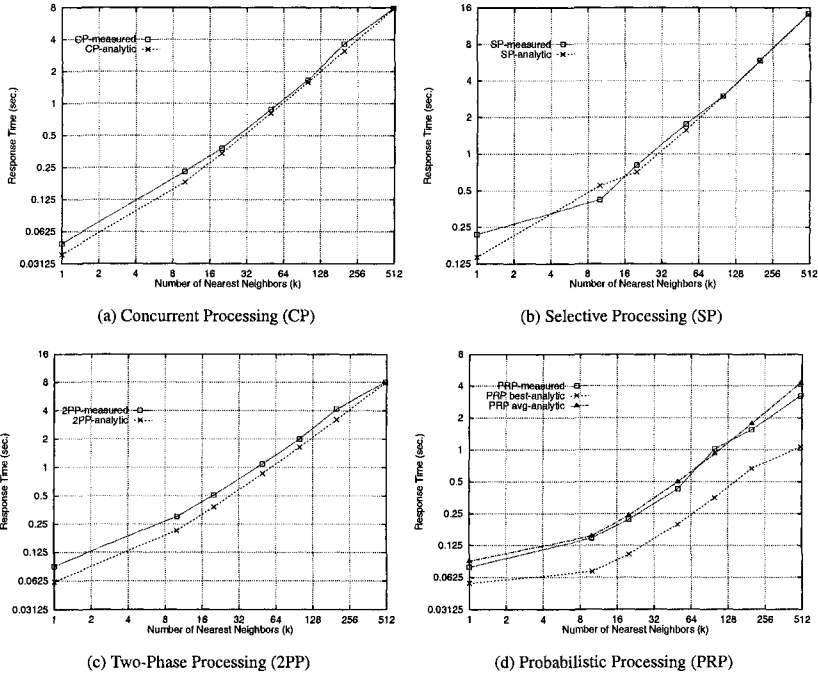 8
4
2
1
0.5
0.25
0.125
0.0625
0.03125
Response Time (sec.)
CP-measured
CP-analytic
1 2 4 8 16 32 64 128 256 512
Number of Nearest Neighbors (k)
(a) Concurrent Processing (CP)
16
8
4
2
1
0.5
0.25
0.125
Response Time (sec.)
SP-measured
SP-analytic
1 2 4 8 16 32 64 128 256 512
Number of Nearest Neighbors (k)
(b) Selective Processing (SP)
16
8
4
2
1
0.5
0.25
0.125
0.0625
0.03125
Response Time (sec.)
2PP-measured
2PP-analytic
1 2 4 8 16 32 64 128 256 512
Number of Nearest Neighbors (k)
(c) Two-Phase Processing (2PP)
8
4
2
1
0.5
0.25
0.125
0.0625
0.03125
Response Time (sec.)
PRP-measured
PRP best-analytic
PRP avg-analytic
1 2 4 8 16 32 64 128 256 512
Number of Nearest Neighbors (k)
(d) Probabilistic Processing (PRP)